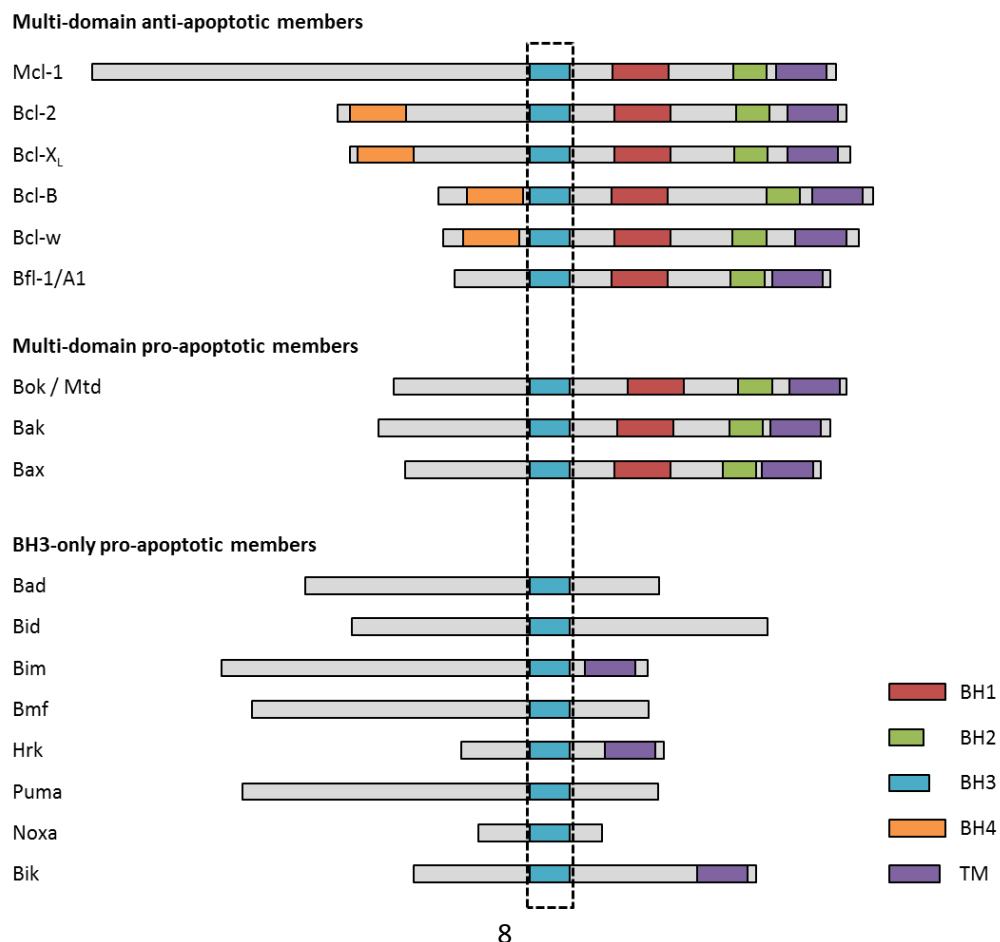 Multi-domain anti-apoptotic members
Mcl-1
Bcl-2
Bcl-XL
Bcl-B
Bcl-w
Bfl-1/A1
Multi-domain pro-apoptotic members
Bok / Mtd
Bak
Bax
BH3-only pro-apoptotic members
Bad
Bid
Bim
Bmf
Hrk
Puma
Noxa
Bik
BH1
BH2
BH3
BH4
TM
8